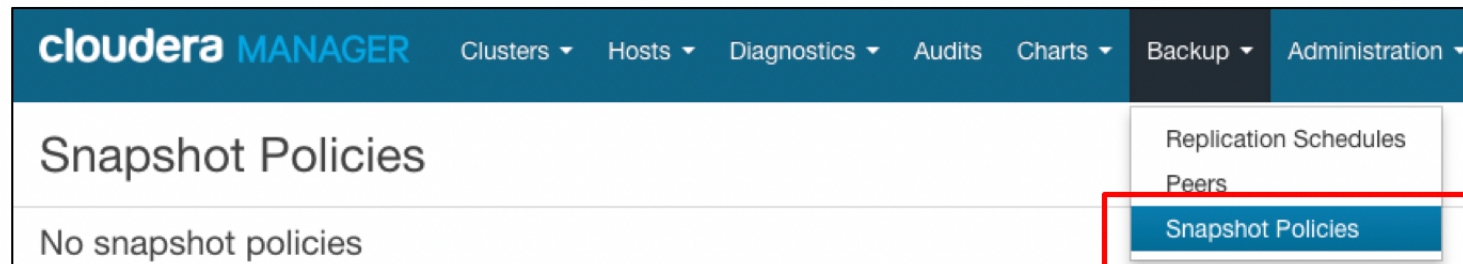 cloudera MANAGER Clusters Hosts Diagnostics Audits Charts Backup Administration
Snapshot Policies
Replication Schedules
Peers
Snapshot Policies
No snapshot policies